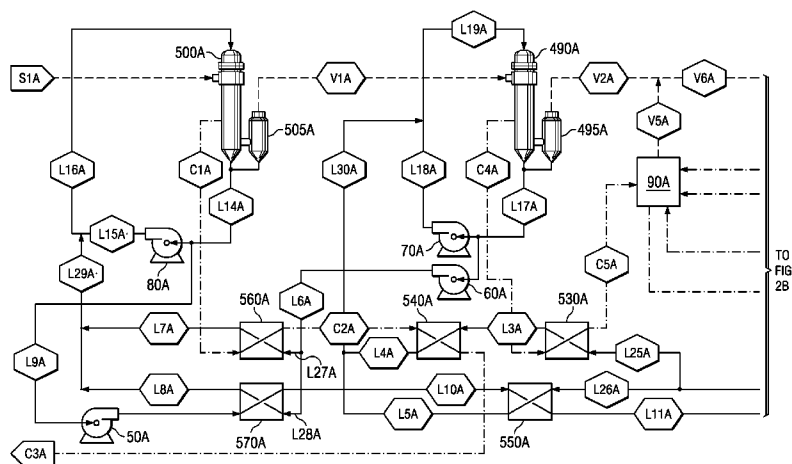 500A
L19A
490A
S1A
V1A
V2A
V6A
505A
495A
V5A
L16A
C1A
L30A
L18A
C4A
90A
L14A
L17A
L15A
80A
70A
C5A
TO
FIG
2B
L29A
L6A
60A
560A
540A
530A
L7A
C2A
L3A
L9A
L4A
L25A
L27A
L8A
L10A
L26A
L5A
L11A
50A
570A
L28A
550A
C3A